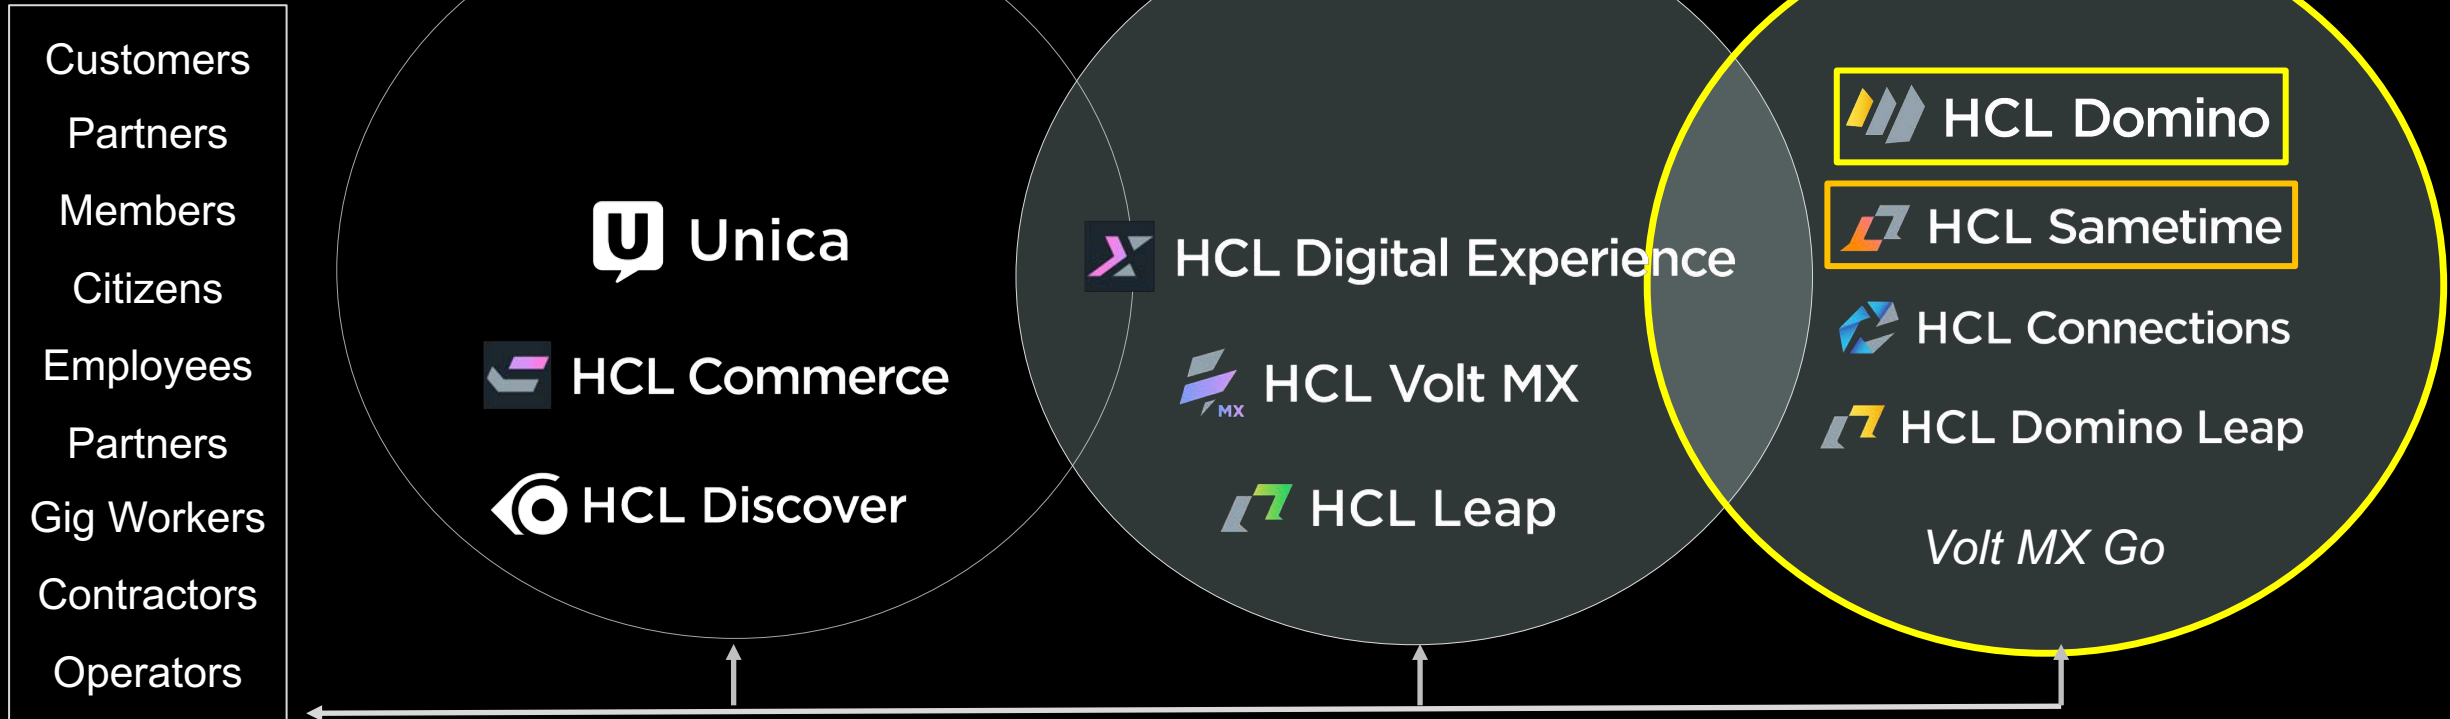 Customers
Partners
Members
Citizens
Employees
Partners
Gig Workers
Contractors
Operators
U Unica
HCL Commerce
HCL Discover
HCL Digital Experience
MX HCL Volt MX
HCL Leap
HCL Domino
HCL Sametime
HCL Connections
HCL Domino Leap
Volt MX Go